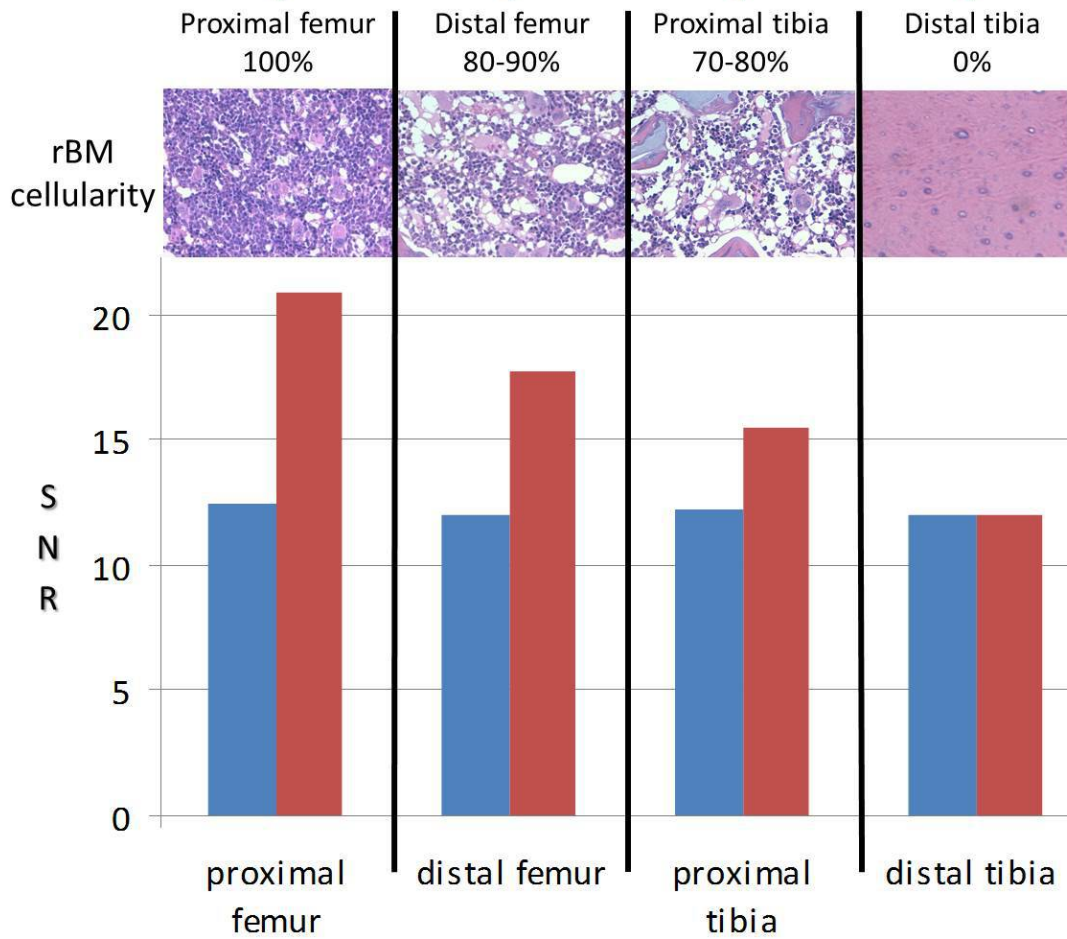 Proximal femur
100%
Distal femur
80-90%
Proximal tibia
70-80%
Distal tibia
0%
rBM
cellularity
20
15
10
5
0
S
N
R
proximal
femur
distal femur
proximal
tibia
distal tibia